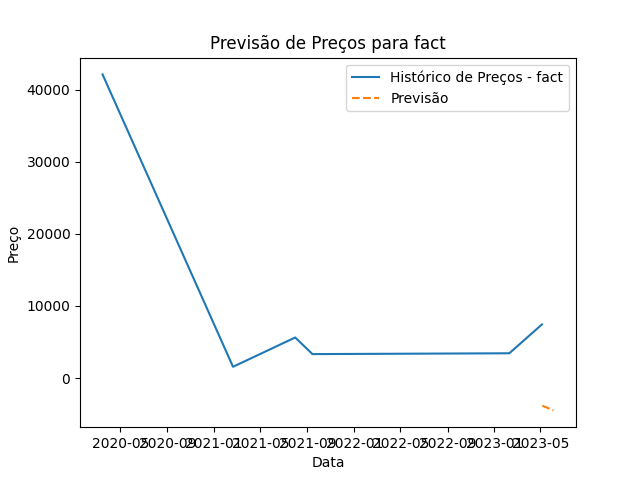 Previsão de Preços para fact
Histórico de Preços - fact
Previsão
Preço
40000
30000
20000
10000
0
2020-05 2020-09 2021-01 2021-05 2021-09 2022-01 2022-05 2022-09 2023-01 2023-05
Data